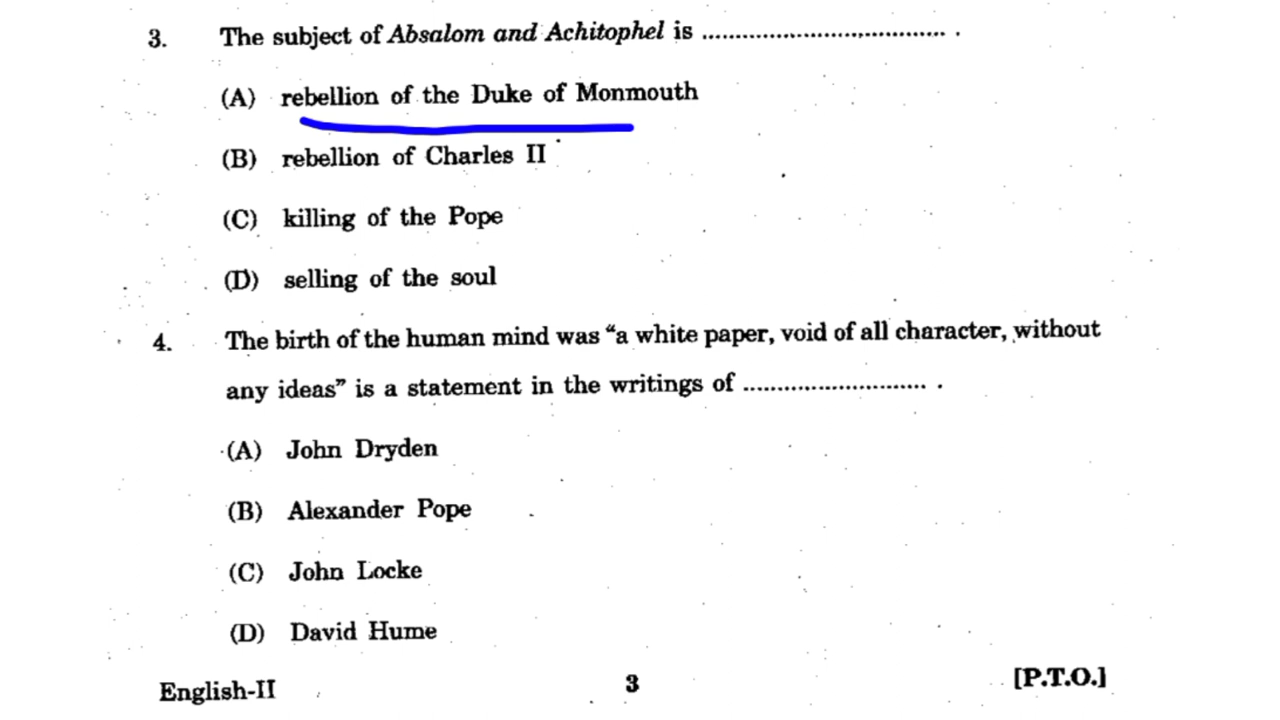 3. The subject of Absalom and Achitophel is .................................... .
(A) rebellion of the Duke of Monmouth
(B) rebellion of Charles II
(C) killing of the Pope
(D) selling of the soul
4. The birth of the human mind was “a white paper, void of all character, without
any ideas” is a statement in the writings of ........................... .
(A) John Dryden
(B) Alexander Pope
(C) John Locke
(D) David Hume
English-II 3 [P.T.O.]